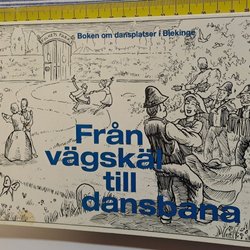 Boken om dansplatser i Blekinge
Från
vägskäl
till
dansbana